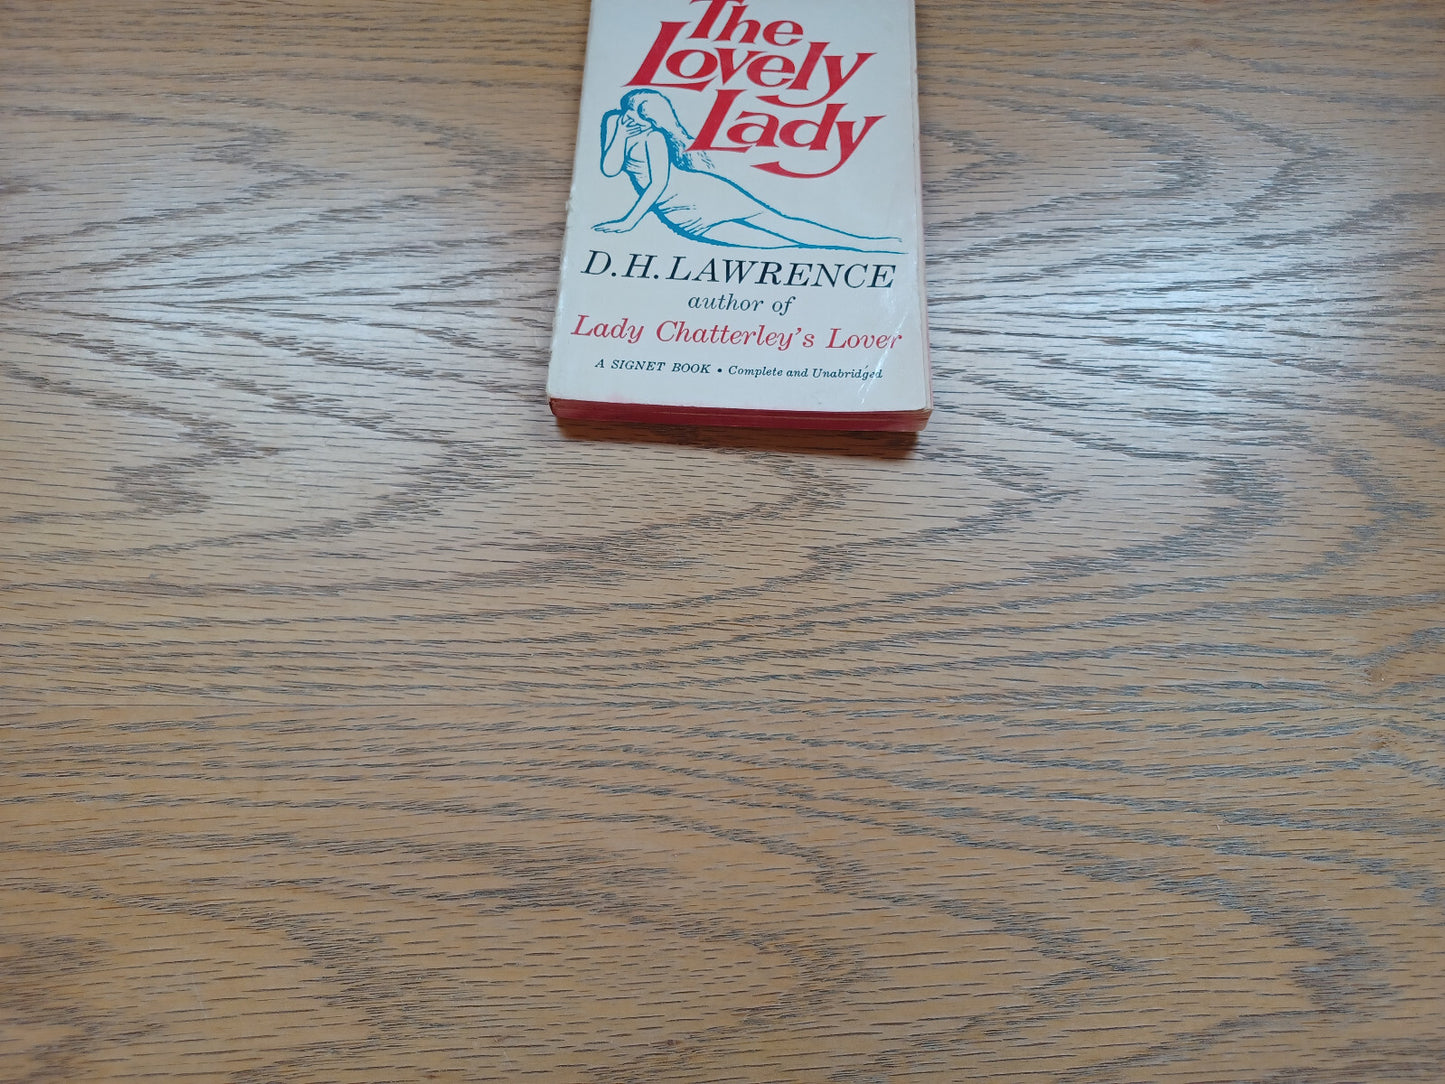 The
Lovely
Lady
D. H. LAWRENCE
author of
Lady Chatterley's Lover
A SIGNET BOOK • Complete and Unabridged